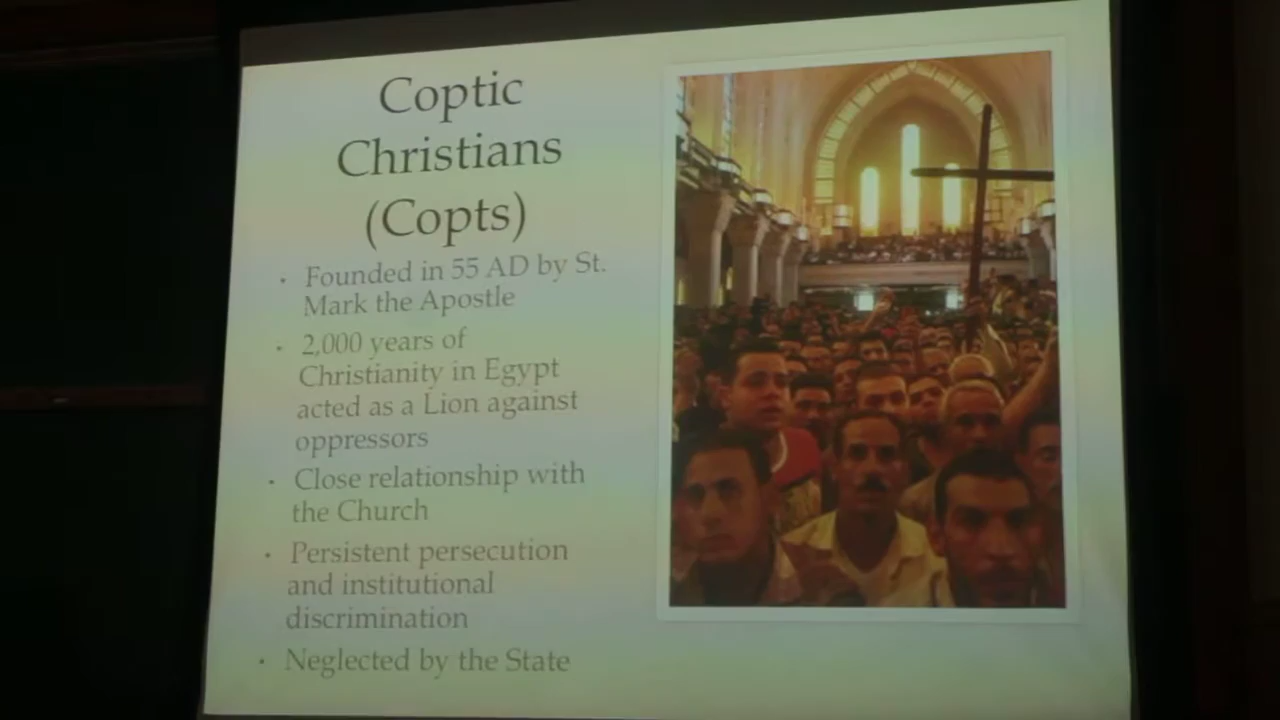 Coptic
Christians
(Copts)
· Founded in 55 AD by St.
Mark the Apostle
· 2,000 years of
Christianity in Egypt
acted as a Lion against
oppressors
· Close relationship with
the Church
· Persistent persecution
and institutional
discrimination
· Neglected by the State